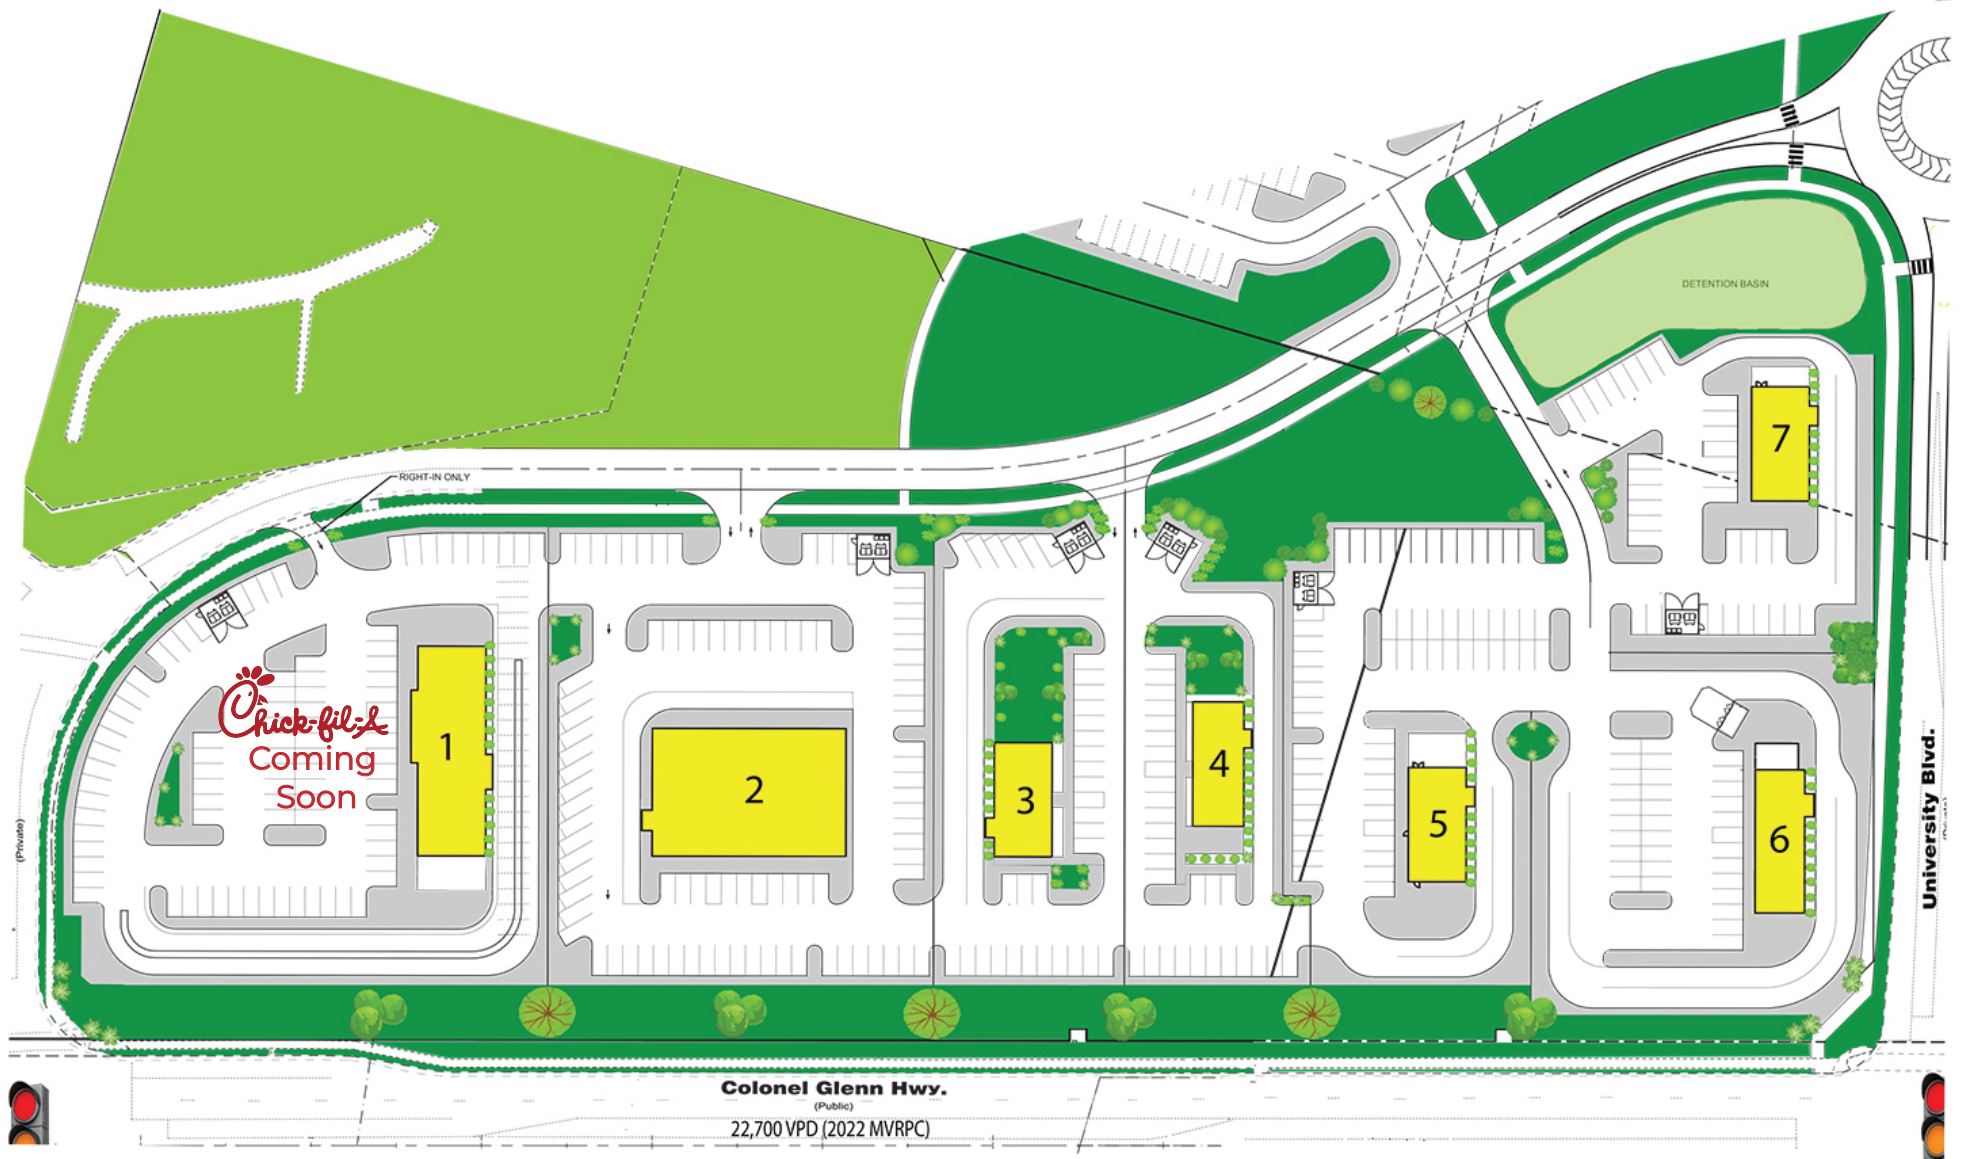 DETENTION BASIN
RIGHT-IN ONLY
7
Chick-fil-A
Coming
Soon
1
2
3
4
5
6
University Blvd.
(Private)
Colonel Glenn Hwy.
(Public)
22,700 VPD (2022 MVRPC)